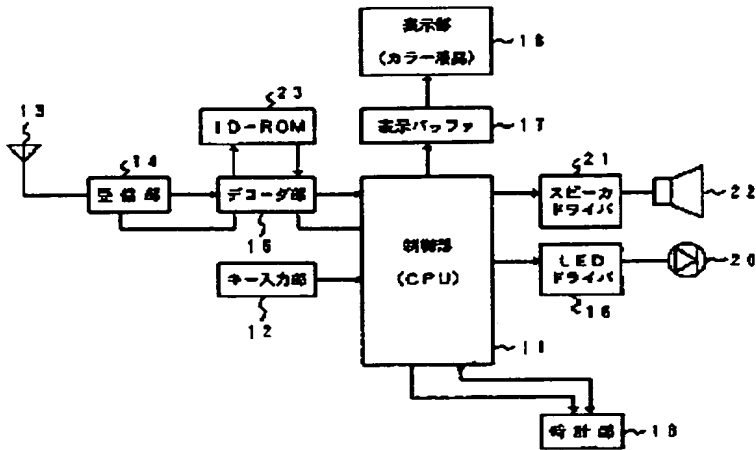 表示部
(カラー液晶)
18
表示バッファ
17
23
ID-ROM
13
14
受信部
デコーダ部
15
キー入力部
12
制御部
(CPU)
11
21
スピーカ
ドライバ
22
LED
ドライバ
16
20
時計部